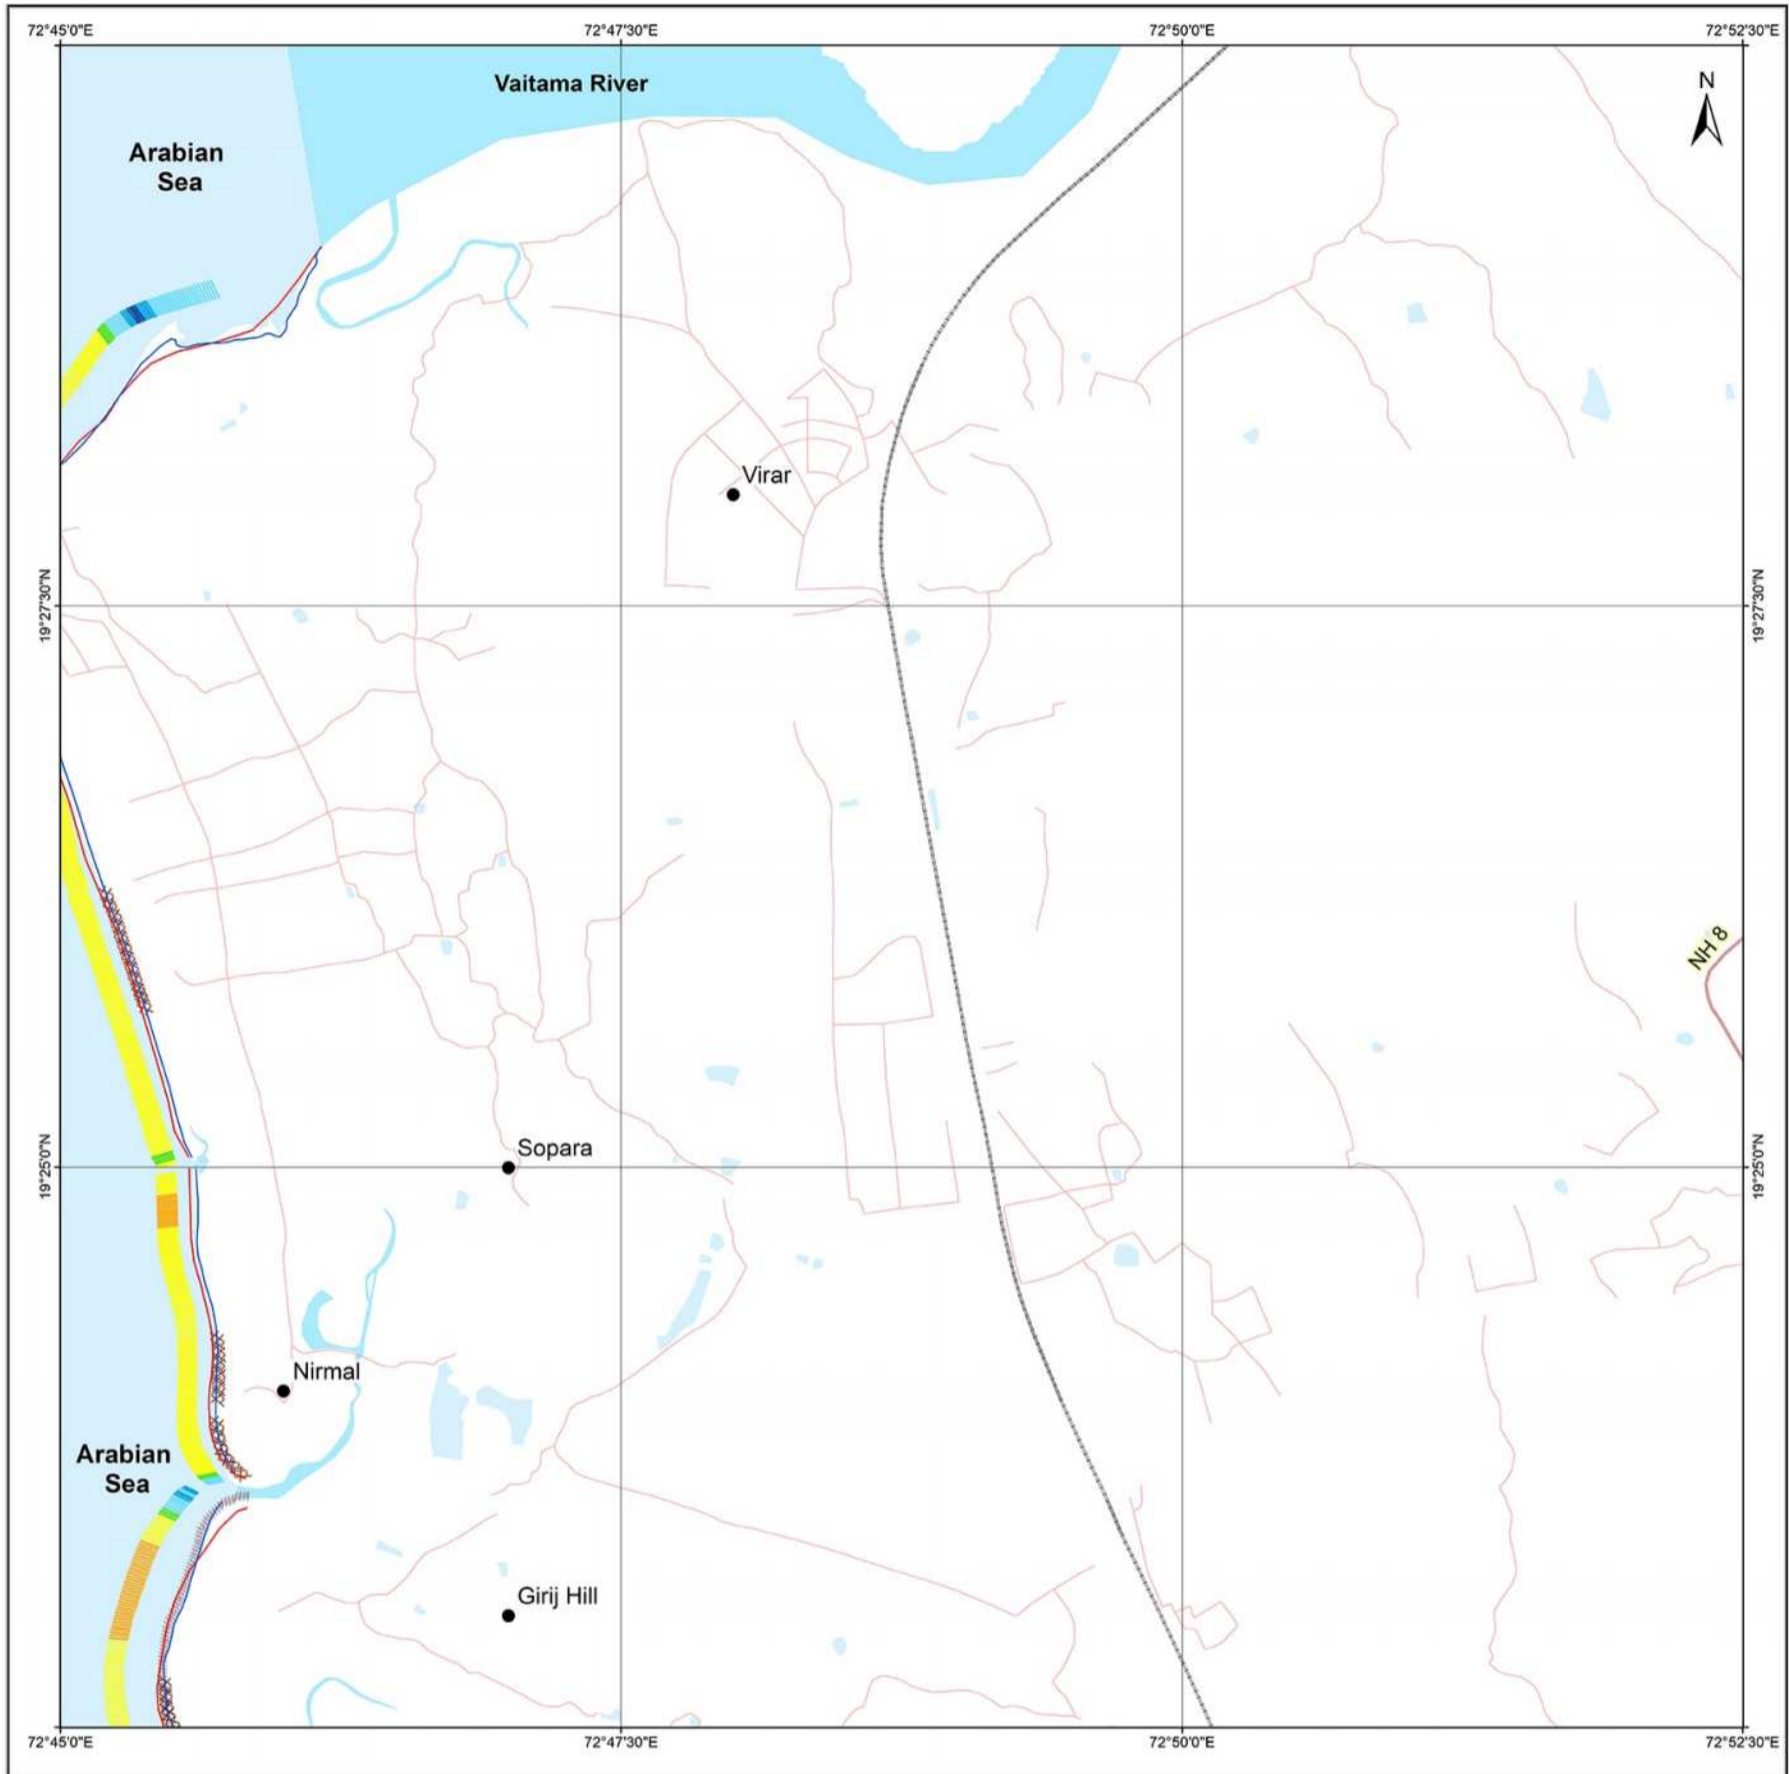 72°45'0"E
72°47'30"E
72°50'0"E
72°52'30"E
N
Vaitama River
Arabian
Sea
Virar
19°27'30"N
19°27'30"N
NH 8
Sopara
19°25'0"N
19°25'0"N
Nirmal
Arabian
Sea
Girij Hill
72°45'0"E
72°47'30"E
72°50'0"E
72°52'30"E